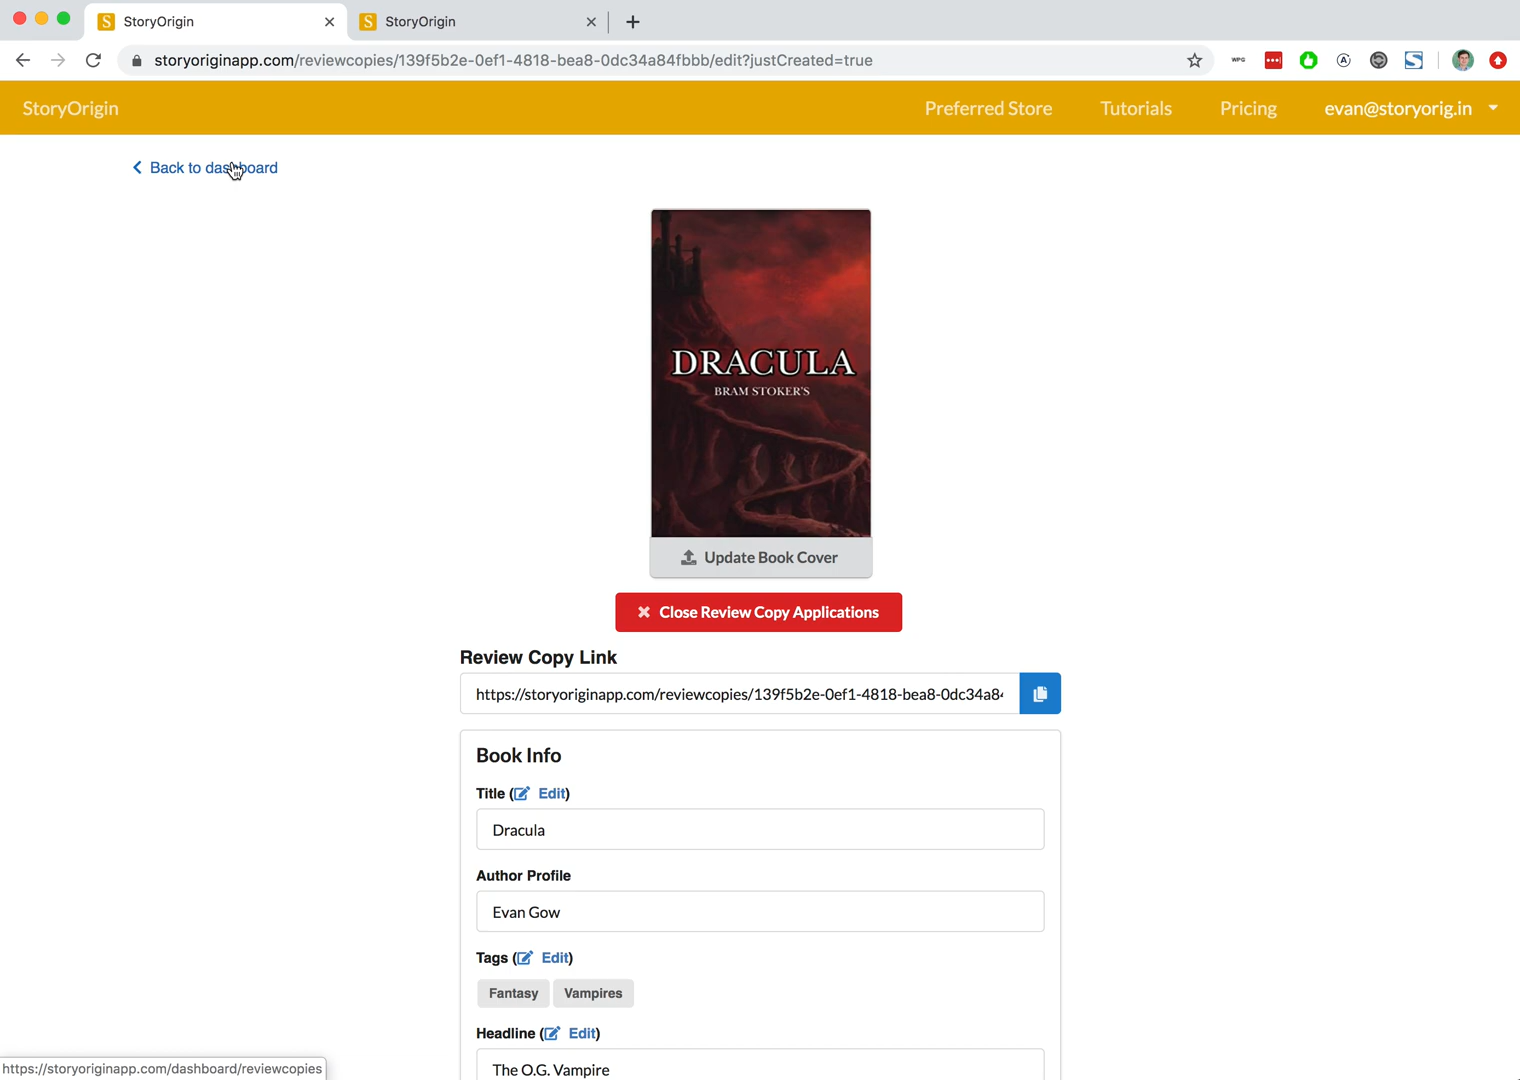 StoryOrigin
StoryOrigin
storyoriginapp.com/reviewcopies/139f5b2e-0ef1-4818-bea8-0dc34a84fbbb/edit?justCreated=true
WPG
StoryOrigin
Preferred Store
Tutorials
Pricing
evan@storyorig.in
Back to dashboard
DRACULA
BRAM STOKER'S
Update Book Cover
Close Review Copy Applications
Review Copy Link
https://storyoriginapp.com/reviewcopies/139f5b2e-0ef1-4818-bea8-0dc34a84
Book Info
Title ( Edit)
Dracula
Author Profile
Evan Gow
Tags ( Edit)
Fantasy Vampires
Headline ( Edit)
The O.G. Vampire
https://storyoriginapp.com/dashboard/reviewcopies